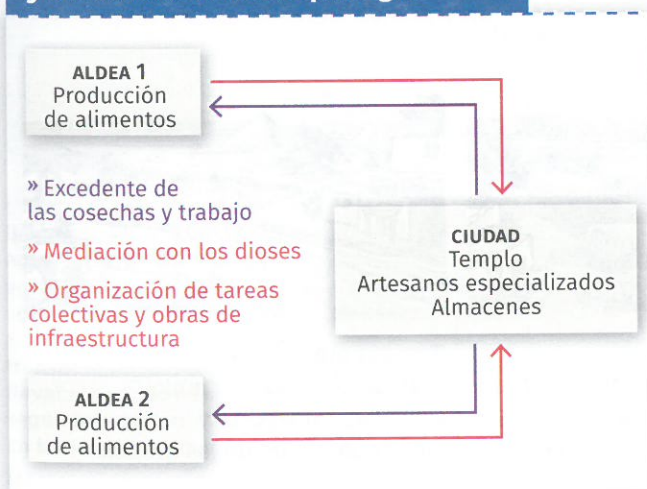 ALDEA 1
Producción
de alimentos
» Excedente de
las cosechas y trabajo
» Mediación con los dioses
» Organización de tareas
colectivas y obras de
infraestructura
CIUDAD
Templo
Artesanos especializados
Almacenes
ALDEA 2
Producción
de alimentos